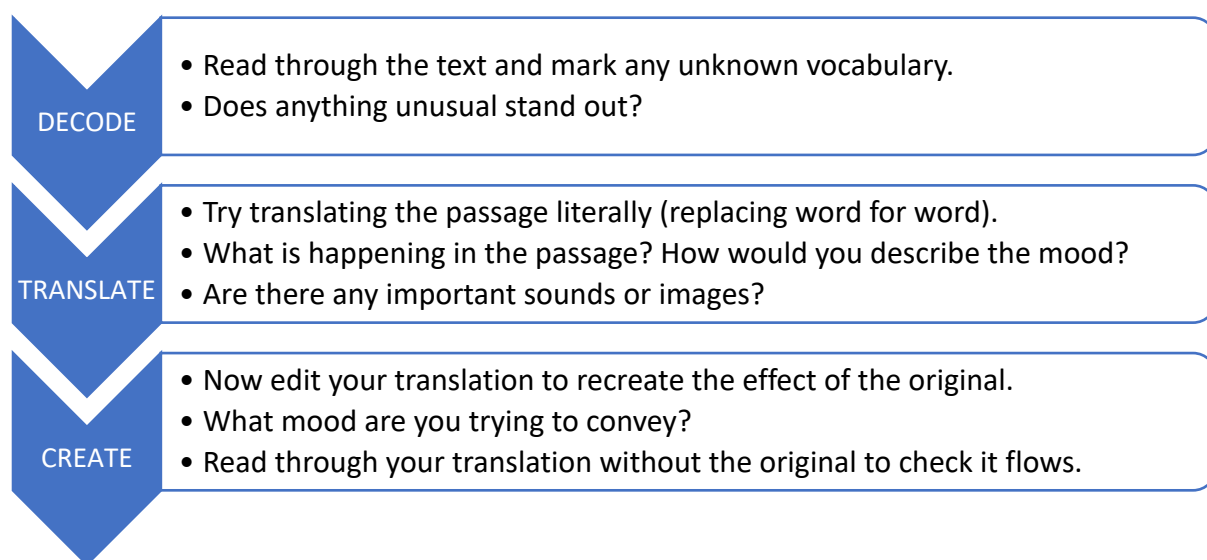 DECODE
• Read through the text and mark any unknown vocabulary.
• Does anything unusual stand out?
TRANSLATE
• Try translating the passage literally (replacing word for word).
• What is happening in the passage? How would you describe the mood?
• Are there any important sounds or images?
CREATE
• Now edit your translation to recreate the effect of the original.
• What mood are you trying to convey?
• Read through your translation without the original to check it flows.